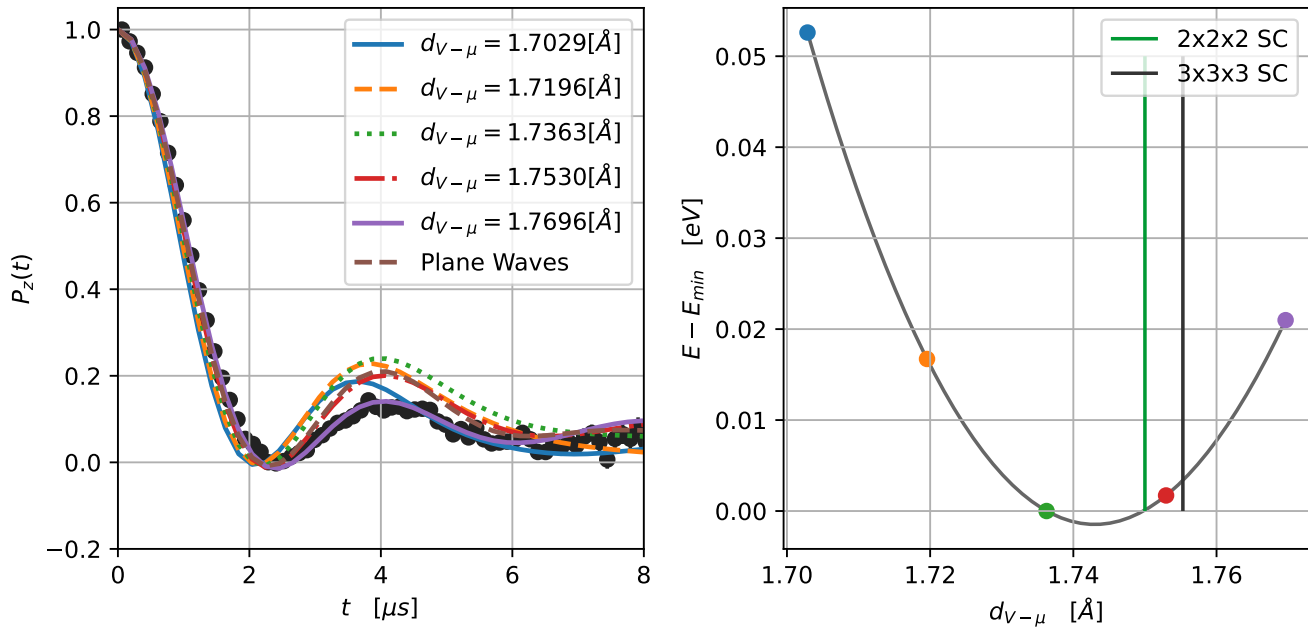 1.0
0.8
0.6
0.4
0.2
0.0
−0.2
P_z(t)
0
2
4
6
8
t [μs]
d_{V−μ} = 1.7029[Å]
d_{V−μ} = 1.7196[Å]
d_{V−μ} = 1.7363[Å]
d_{V−μ} = 1.7530[Å]
d_{V−μ} = 1.7696[Å]
Plane Waves
0.05
0.04
0.03
0.02
0.01
0.00
E − E_{min} [eV]
1.70
1.72
1.74
1.76
d_{V−μ} [Å]
2x2x2 SC
3x3x3 SC